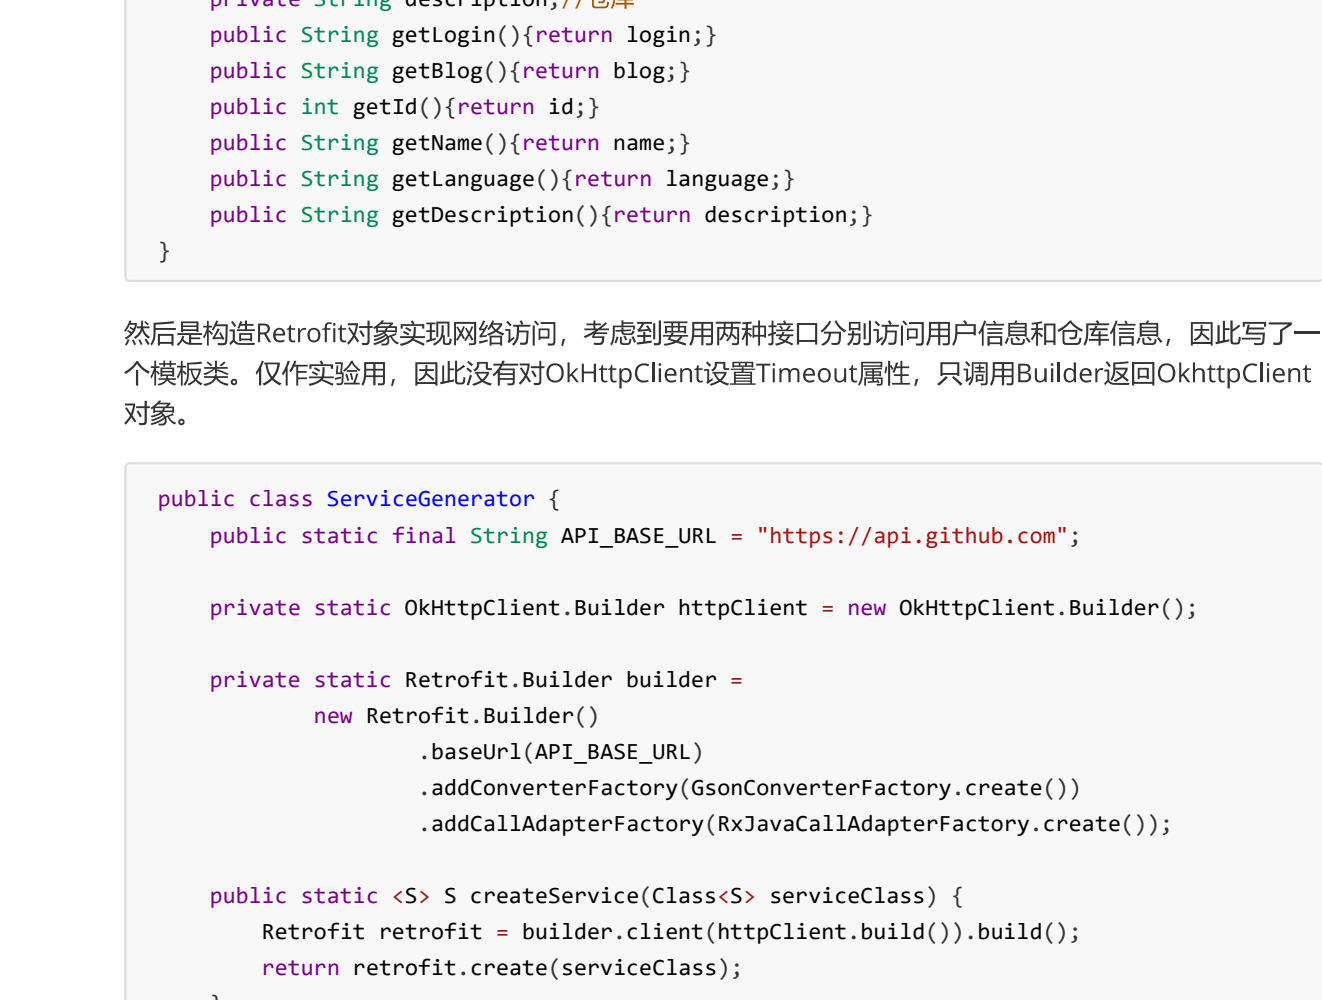 private String description;//仓库
public String getLogin(){return login;}
public String getBlog(){return blog;}
public int getId(){return id;}
public String getName(){return name;}
public String getLanguage(){return language;}
public String getDescription(){return description;}
}
然后是构造Retrofit对象实现网络访问，考虑到要用两种接口分别访问用户信息和仓库信息，因此写了一
个模板类。仅作实验用，因此没有对OkHttpClient设置Timeout属性，只调用Builder返回OkhttpClient
对象。
public class ServiceGenerator {
public static final String API_BASE_URL = "https://api.github.com";
private static OkHttpClient.Builder httpClient = new OkHttpClient.Builder();
private static Retrofit.Builder builder =
new Retrofit.Builder()
.baseUrl(API_BASE_URL)
.addConverterFactory(GsonConverterFactory.create())
.addCallAdapterFactory(RxJavaCallAdapterFactory.create());
public static <S> S createService(Class<S> serviceClass) {
Retrofit retrofit = builder.client(httpClient.build()).build();
return retrofit.create(serviceClass);
}